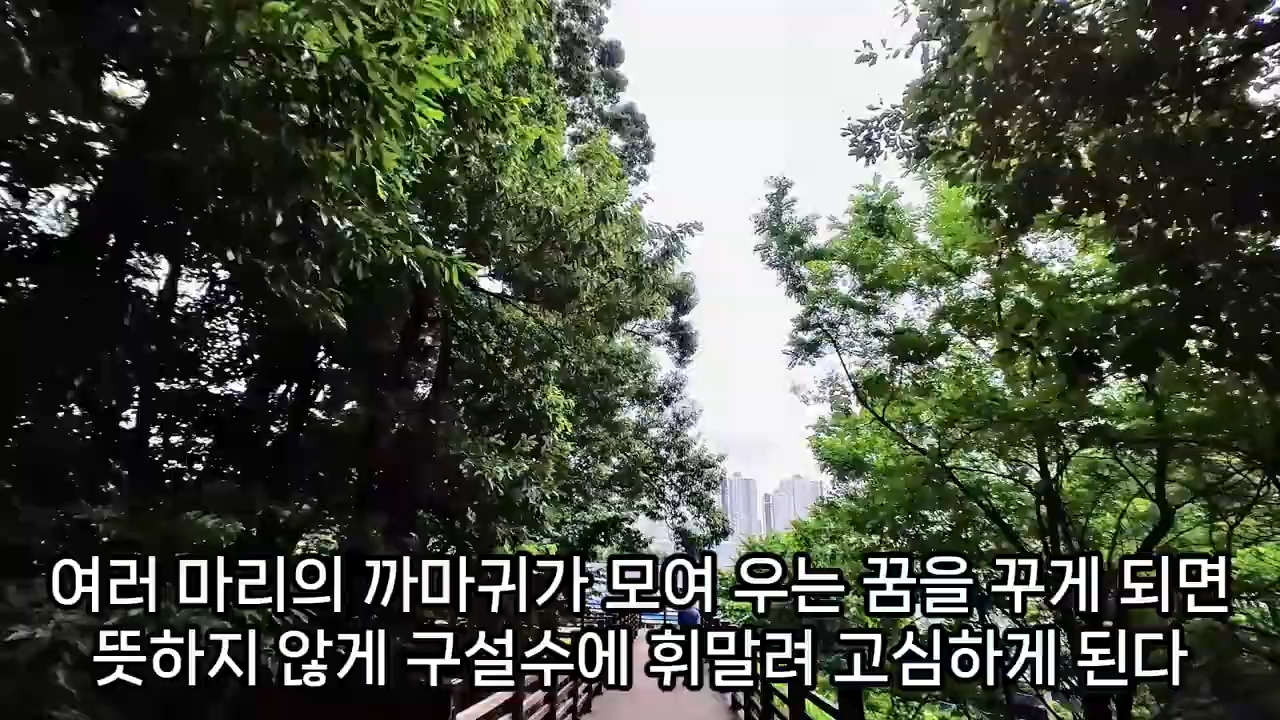 여러 마리의 까마귀가 모여 우는 꿈을 꾸게 되면
뜻하지 않게 구설수에 휘말려 고심하게 된다